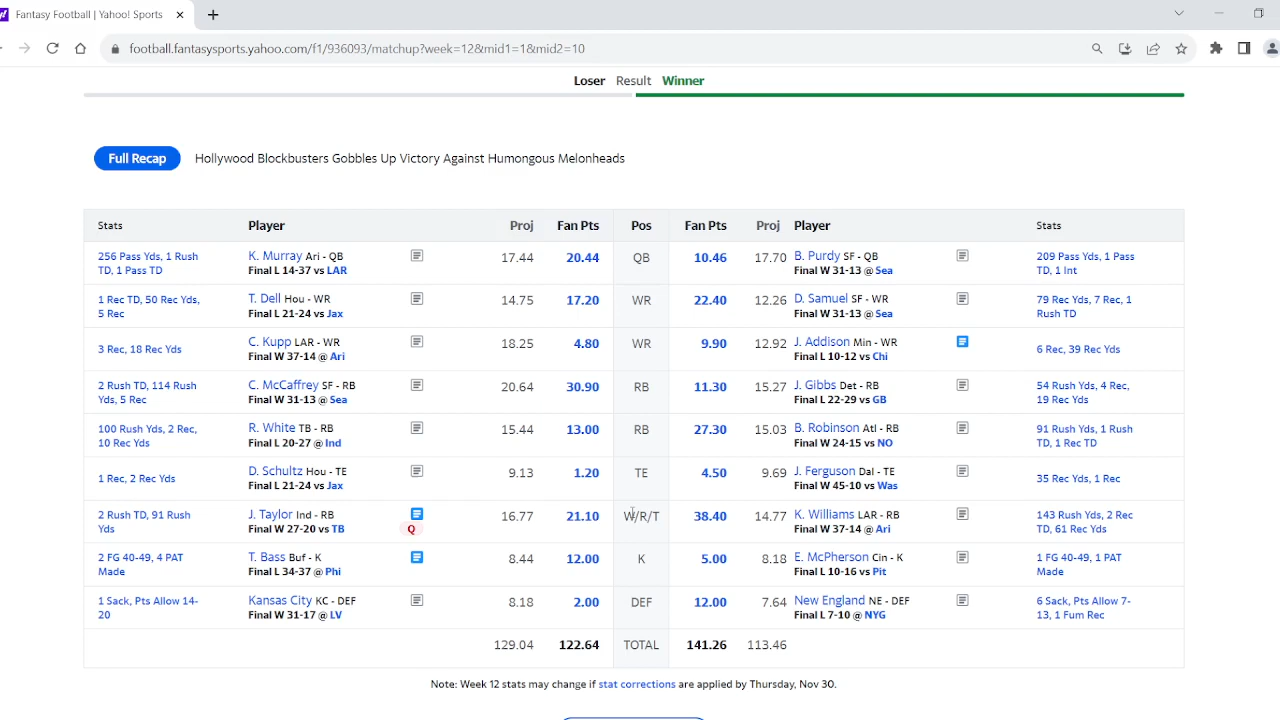 Fantasy Football | Yahoo! Sports
football.fantasysports.yahoo.com/f1/936093/matchup?week=12&mid1=1&mid2=10
Loser Result Winner
Full Recap Hollywood Blockbusters Gobbles Up Victory Against Humongous Melonheads
Stats Player Proj Fan Pts Pos Fan Pts Proj Player Stats
256 Pass Yds, 1 Rush K. Murray Ari - QB 17.44 20.44 QB 10.46 17.70 B. Purdy SF - QB 209 Pass Yds, 1 Pass
TD, 1 Pass TD Final L 14-37 vs LAR Final W 31-13 @ Sea TD, 1 Int
1 Rec TD, 50 Rec Yds, T. Dell Hou - WR 14.75 17.20 WR 22.40 12.26 D. Samuel SF - WR 79 Rec Yds, 7 Rec, 1
5 Rec Final L 21-24 vs Jax Final W 31-13 @ Sea Rush TD
3 Rec, 18 Rec Yds C. Kupp LAR - WR 18.25 4.80 WR 9.90 12.92 J. Addison Min - WR 6 Rec, 39 Rec Yds
Final W 37-14 @ Ari Final L 10-12 vs Chi
2 Rush TD, 114 Rush C. McCaffrey SF - RB 20.64 30.90 RB 11.30 15.27 J. Gibbs Det - RB 54 Rush Yds, 4 Rec,
Yds, 5 Rec Final W 31-13 @ Sea Final L 22-29 vs GB 19 Rec Yds
100 Rush Yds, 2 Rec, R. White TB - RB 15.44 13.00 RB 27.30 15.03 B. Robinson Atl - RB 91 Rush Yds, 1 Rush
10 Rec Yds Final L 20-27 @ Ind Final W 24-15 vs NO TD, 1 Rec TD
1 Rec, 2 Rec Yds D. Schultz Hou - TE 9.13 1.20 TE 4.50 9.69 J. Ferguson Dal - TE 35 Rec Yds, 1 Rec
Final L 21-24 vs Jax Final W 45-10 vs Was
2 Rush TD, 91 Rush J. Taylor Ind - RB 16.77 21.10 W/R/T 38.40 14.77 K. Williams LAR - RB 143 Rush Yds, 2 Rec
Yds Final W 27-20 vs TB Q Final W 37-14 @ Ari TD, 61 Rec Yds
2 FG 40-49, 4 PAT T. Bass Buf - K 8.44 12.00 K 5.00 8.18 E. McPherson Cin - K 1 FG 40-49, 1 PAT
Made Final L 34-37 @ Phi Final L 10-16 vs Pit Made
1 Sack, Pts Allow 14- Kansas City KC - DEF 8.18 2.00 DEF 12.00 7.64 New England NE - DEF 6 Sack, Pts Allow 7-
20 Final W 31-17 @ LV Final L 7-10 @ NYG 13, 1 Fum Rec
129.04 122.64 TOTAL 141.26 113.46
Note: Week 12 stats may change if stat corrections are applied by Thursday, Nov 30.